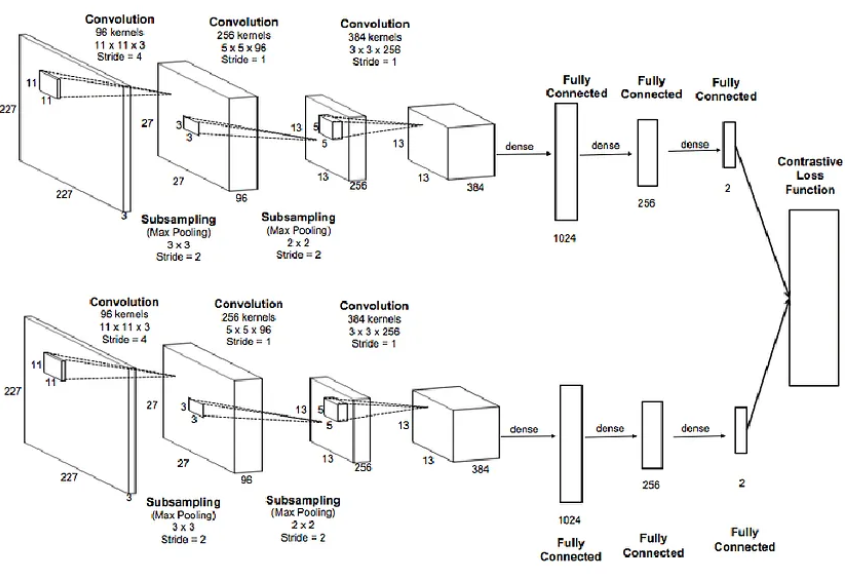 Convolution
96 kernels
11 x 11 x 3
Stride = 4
Convolution
256 kernels
5 x 5 x 96
Stride = 1
Convolution
384 kernels
3 x 3 x 256
Stride = 1
227
11
11
227
3
27
3
3
27
96
13
5
5
13
256
13
13
384
Subsampling
(Max Pooling)
3 x 3
Stride = 2
Subsampling
(Max Pooling)
2 x 2
Stride = 2
dense
Fully
Connected
1024
dense
Fully
Connected
256
dense
Fully
Connected
2
Contrastive
Loss
Function
Convolution
96 kernels
11 x 11 x 3
Stride = 4
Convolution
256 kernels
5 x 5 x 96
Stride = 1
Convolution
384 kernels
3 x 3 x 256
Stride = 1
227
11
11
227
3
27
3
3
27
96
13
5
5
13
256
13
13
384
Subsampling
(Max Pooling)
3 x 3
Stride = 2
Subsampling
(Max Pooling)
2 x 2
Stride = 2
dense
1024
Fully
Connected
dense
256
Fully
Connected
dense
2
Fully
Connected